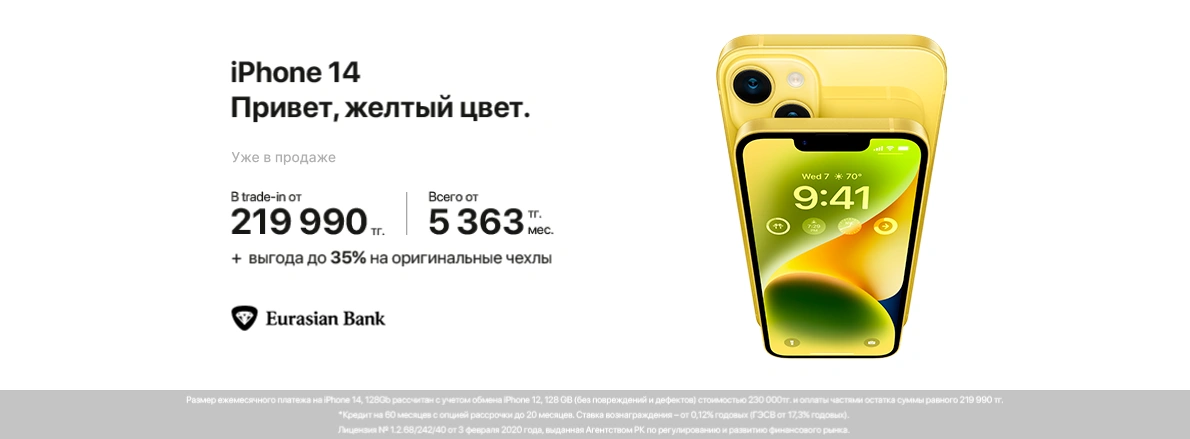 iPhone 14
Привет, желтый цвет.
Уже в продаже
В trade-in от
219 990 тг.
Всего от
5 363 тг. мес.
+ выгода до 35% на оригинальные чехлы
Eurasian Bank
Wed 7 70°
9:41
Размер ежемесячного платежа на iPhone 14, 128Gb рассчитан с учетом обмена iPhone 12, 128 GB (без повреждений и дефектов) стоимостью 230 000тг. и оплаты частями остатка суммы равного 219 990 тг.
*Кредит на 60 месяцев с опцией рассрочки до 20 месяцев. Ставка вознаграждения – от 0,12% годовых (ГЭСВ от 17,3% годовых).
Лицензия № 1.2.68/242/40 от 3 февраля 2020 года, выданная Агентством РК по регулированию и развитию финансового рынка.